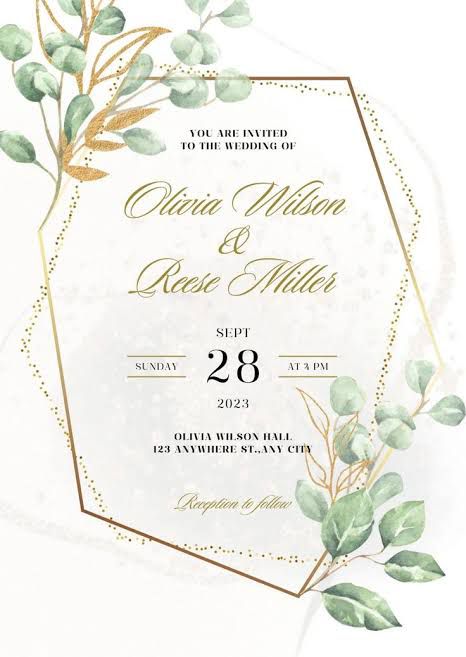 YOU ARE INVITED
TO THE WEDDING OF
Olivia Wilson
&
Reese Miller
SEPT
SUNDAY 28 AT 4 PM
2023
OLIVIA WILSON HALL
123 ANYWHERE ST., ANY CITY
Reception to follow